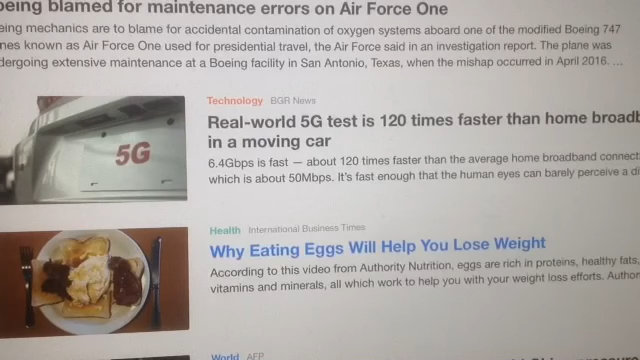 being blamed for maintenance errors on Air Force One
eing mechanics are to blame for accidental contamination of oxygen systems aboard one of the modified Boeing 747
nes known as Air Force One used for presidential travel, the Air Force said in an investigation report. The plane was
dergoing extensive maintenance at a Boeing facility in San Antonio, Texas, when the mishap occurred in April 2016. ...
Technology BGR News
Real-world 5G test is 120 times faster than home broadb
in a moving car
5G
6.4Gbps is fast — about 120 times faster than the average home broadband connect
which is about 50Mbps. It's fast enough that the human eyes can barely perceive a di
Health International Business Times
Why Eating Eggs Will Help You Lose Weight
According to this video from Authority Nutrition, eggs are rich in proteins, healthy fats,
vitamins and minerals, all which work to help you with your weight loss efforts. Author
World AFP